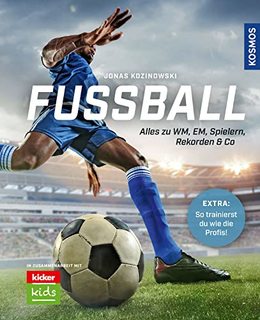 KOSMOS
JONAS KOZINOWSKI
FUSSBALL
Alles zu WM, EM, Spielern,
Rekorden & Co
EXTRA:
So trainierst
du wie die
Profis!
IN ZUSAMMENARBEIT MIT
kicker
kids